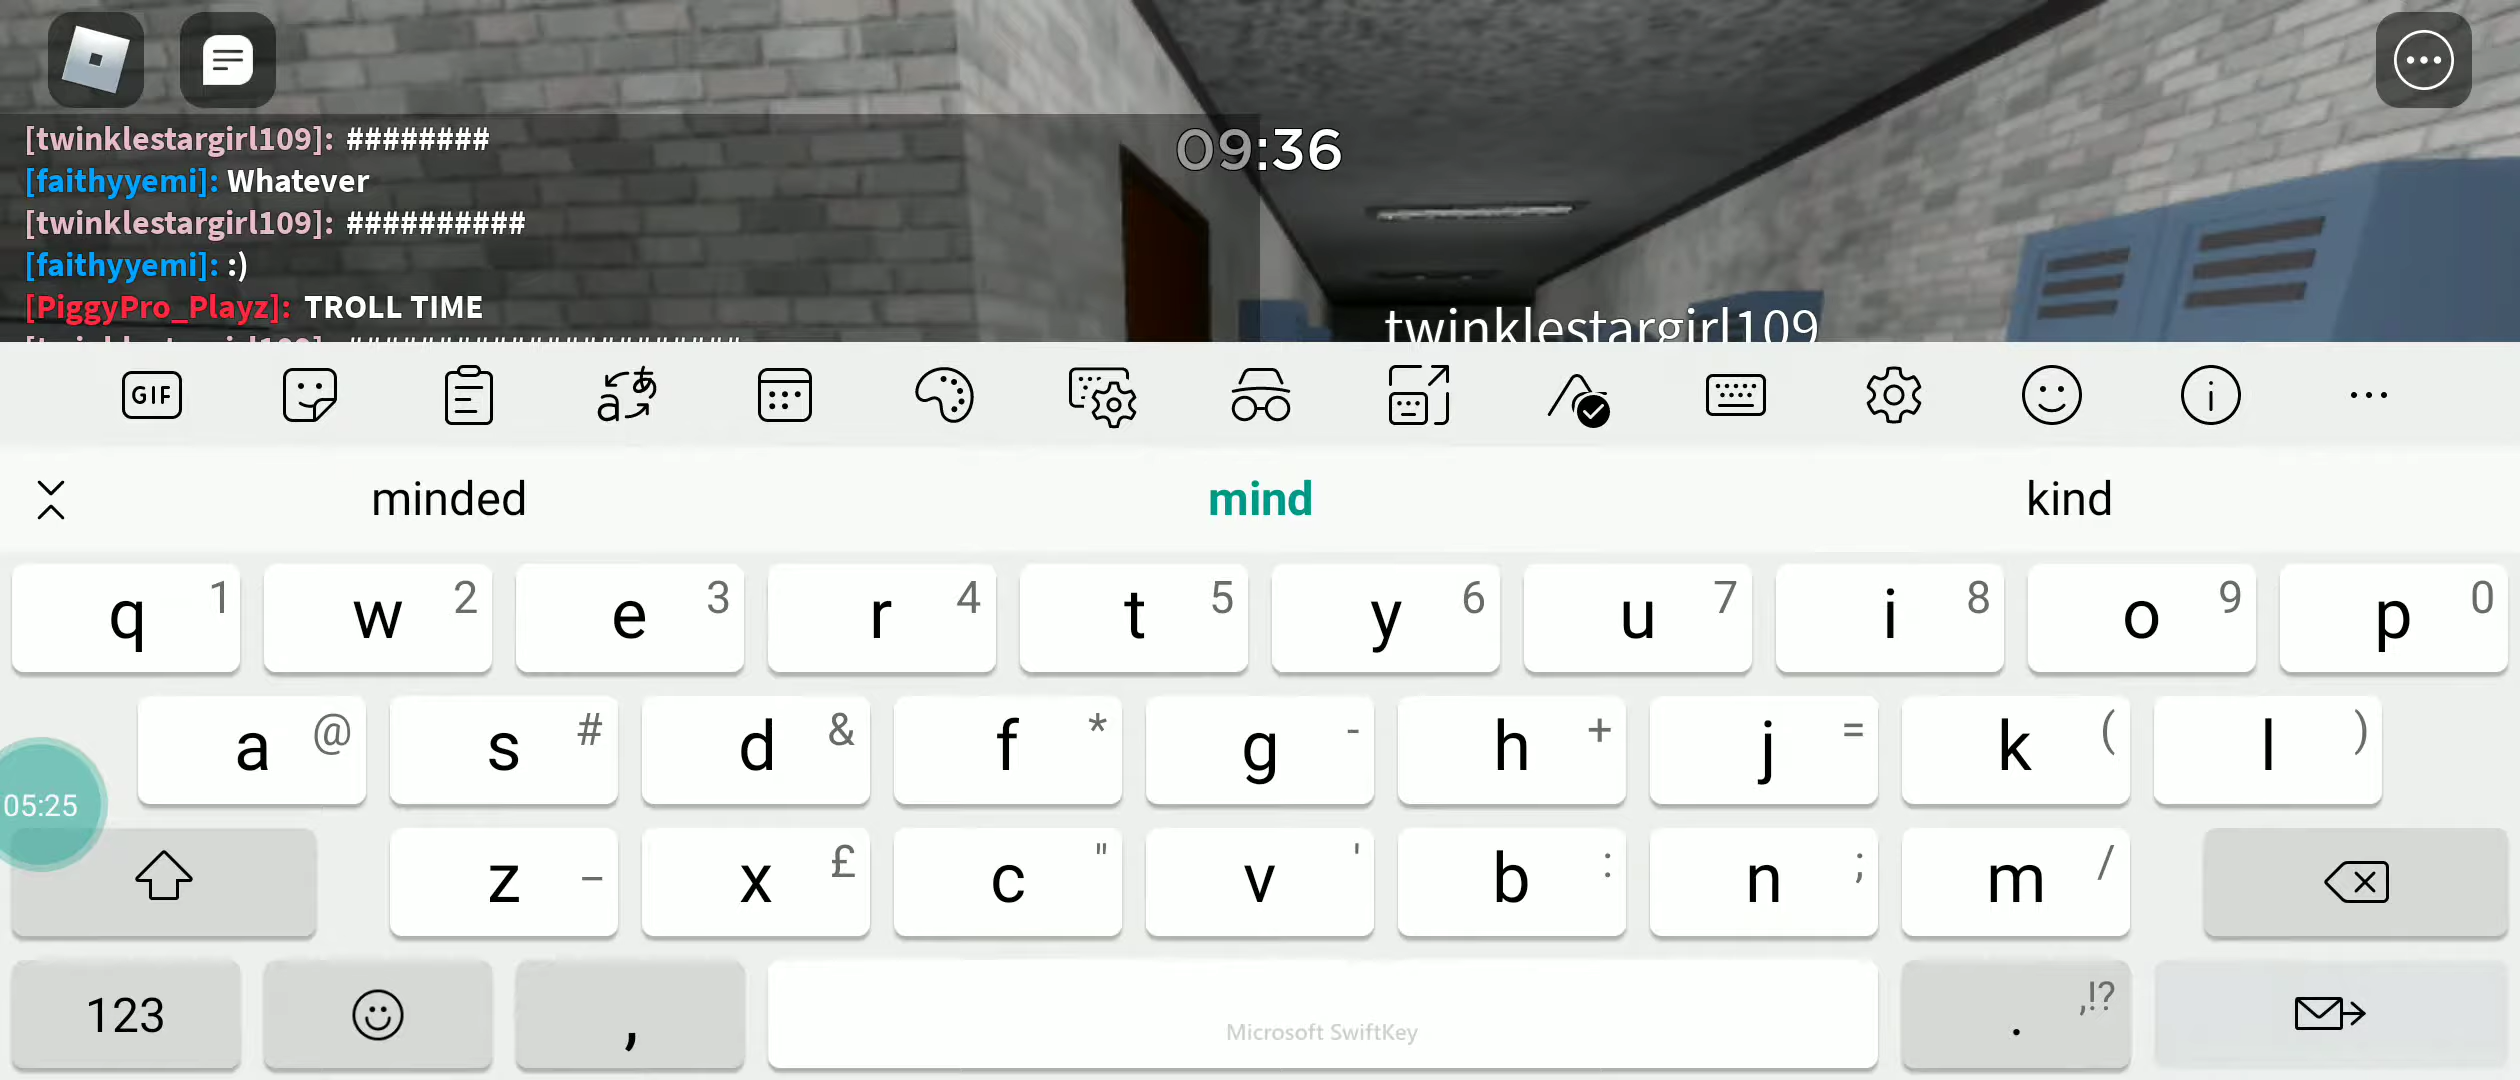 [twinklestargirl109]: ########
[faithyyemi]: Whatever
[twinklestargirl109]: ##########
[faithyyemi]: :)
[PiggyPro_Playz]: TROLL TIME
09:36
twinklestargirl109
GIF
minded mind kind
q 1 w 2 e 3 r 4 t 5 y 6 u 7 i 8 o 9 p 0
a @ s # d & f * g - h + j = k ( l )
05:25
z _ x £ c " v ' b : n ; m /
123 , Microsoft SwiftKey . ,!?